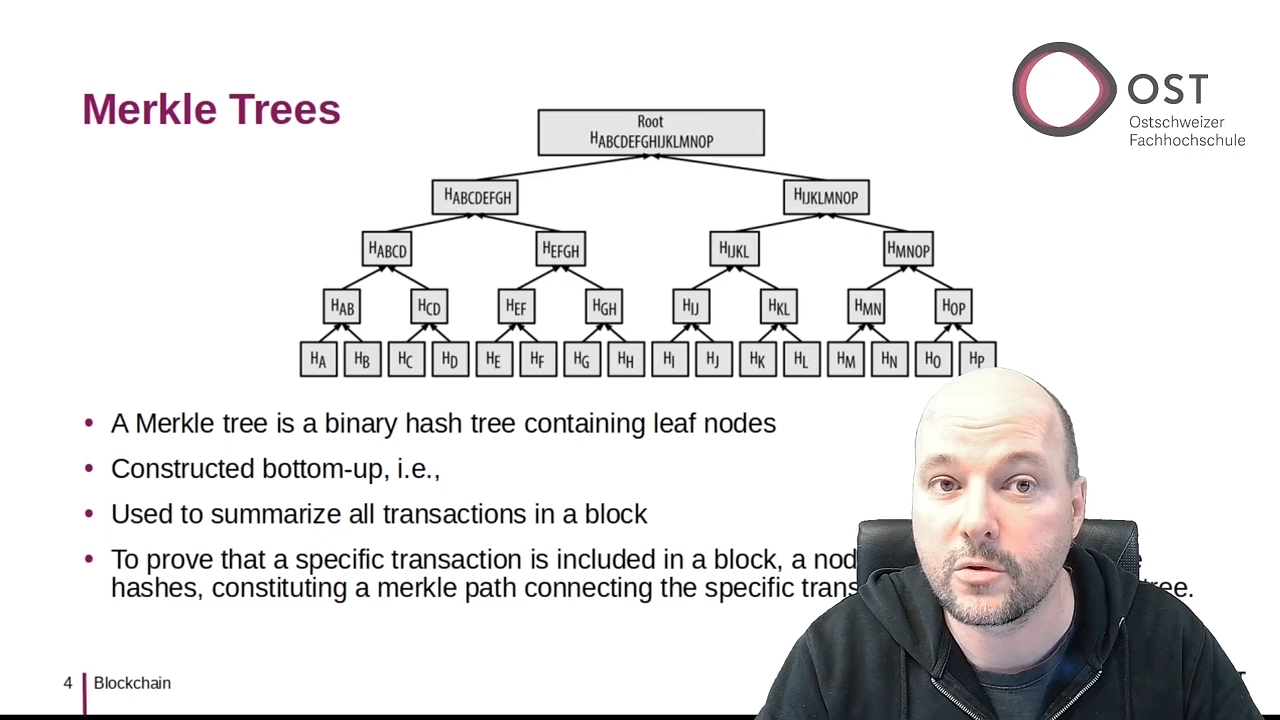 Merkle Trees
OST
Ostschweizer
Fachhochschule
Root
HABCDEFGHIJKLMNOP
HABCDEFGH HIJKLMNOP
HABCD HEFGH HIJKL HMNOP
HAB HCD HEF HGH HIJ HKL HMN HOP
HA HB HC HD HE HF HG HH HI HJ HK HL HM HN HO HP
• A Merkle tree is a binary hash tree containing leaf nodes
• Constructed bottom-up, i.e.,
• Used to summarize all transactions in a block
• To prove that a specific transaction is included in a block, a
hashes, constituting a merkle path connecting the specific
4 Blockchain